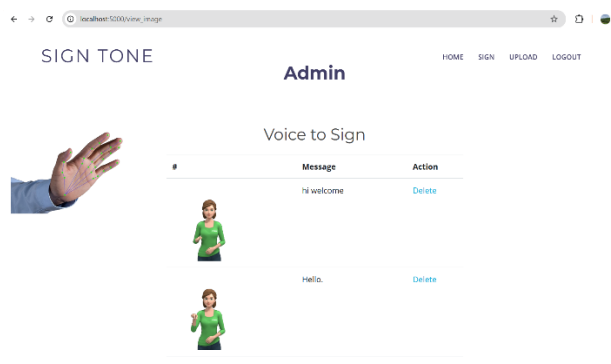 localhost:5000/view_image
SIGN TONE
Admin
HOME SIGN UPLOAD LOGOUT
Voice to Sign
# Message Action
hi welcome Delete
Hello. Delete